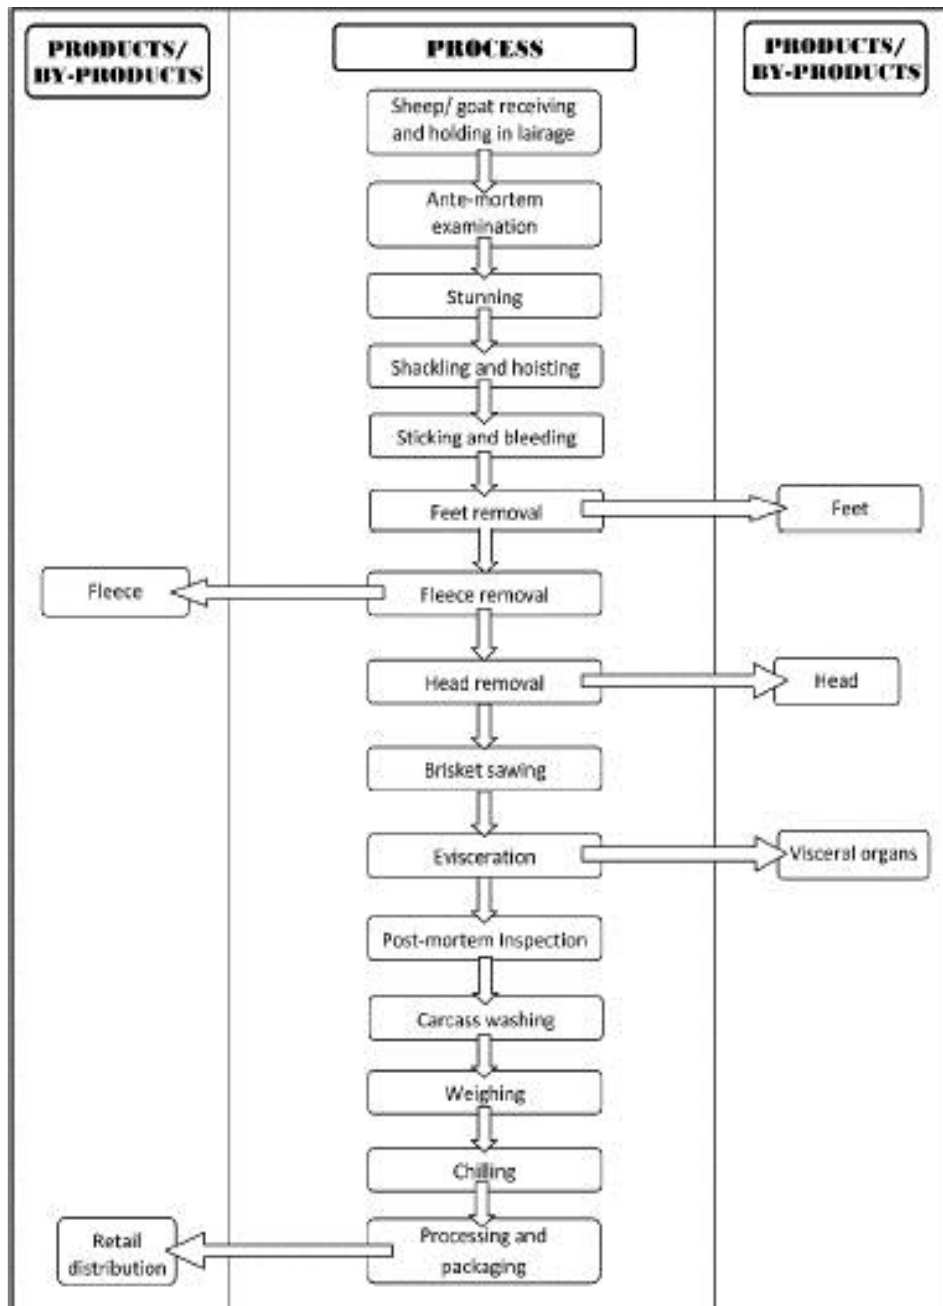 PRODUCTS/
BY-PRODUCTS
PROCESS
PRODUCTS/
BY-PRODUCTS
Sheep/ goat receiving
and holding in lairage
Ante-mortem
examination
Stunning
Shackling and hoisting
Sticking and bleeding
Feet removal
Feet
Fleece
Fleece removal
Head removal
Head
Brisket sawing
Evisceration
Visceral organs
Post-mortem Inspection
Carcass washing
Weighing
Chilling
Retail
distribution
Processing and
packaging